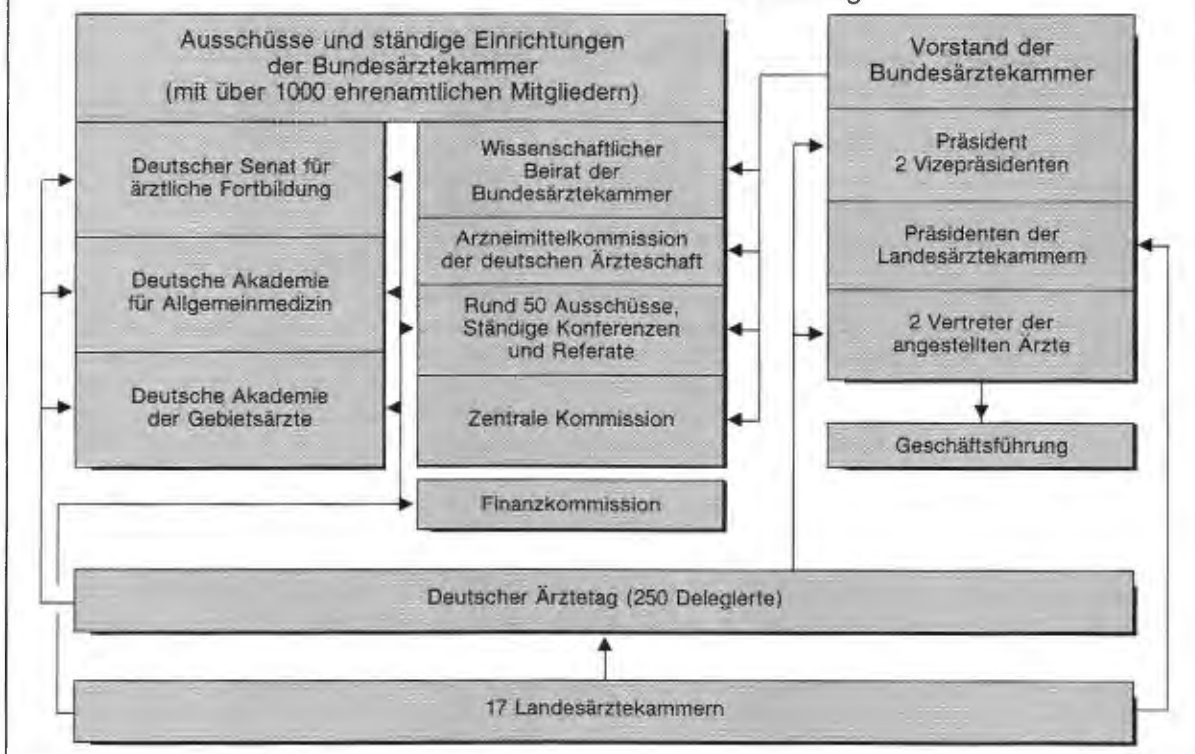 Ausschüsse und ständige Einrichtungen
der Bundesärztekammer
(mit über 1000 ehrenamtlichen Mitgliedern)
Deutscher Senat für
ärztliche Fortbildung
Deutsche Akademie
für Allgemeinmedizin
Deutsche Akademie
der Gebietsärzte
Wissenschaftlicher
Beirat der
Bundesärztekammer
Arzneimittelkommission
der deutschen Ärzteschaft
Rund 50 Ausschüsse,
Ständige Konferenzen
und Referate
Zentrale Kommission
Finanzkommission
Vorstand der
Bundesärztekammer
Präsident
2 Vizepräsidenten
Präsidenten der
Landesärztekammern
2 Vertreter der
angestellten Ärzte
Geschäftsführung
Deutscher Ärztetag (250 Delegierte)
17 Landesärztekammern